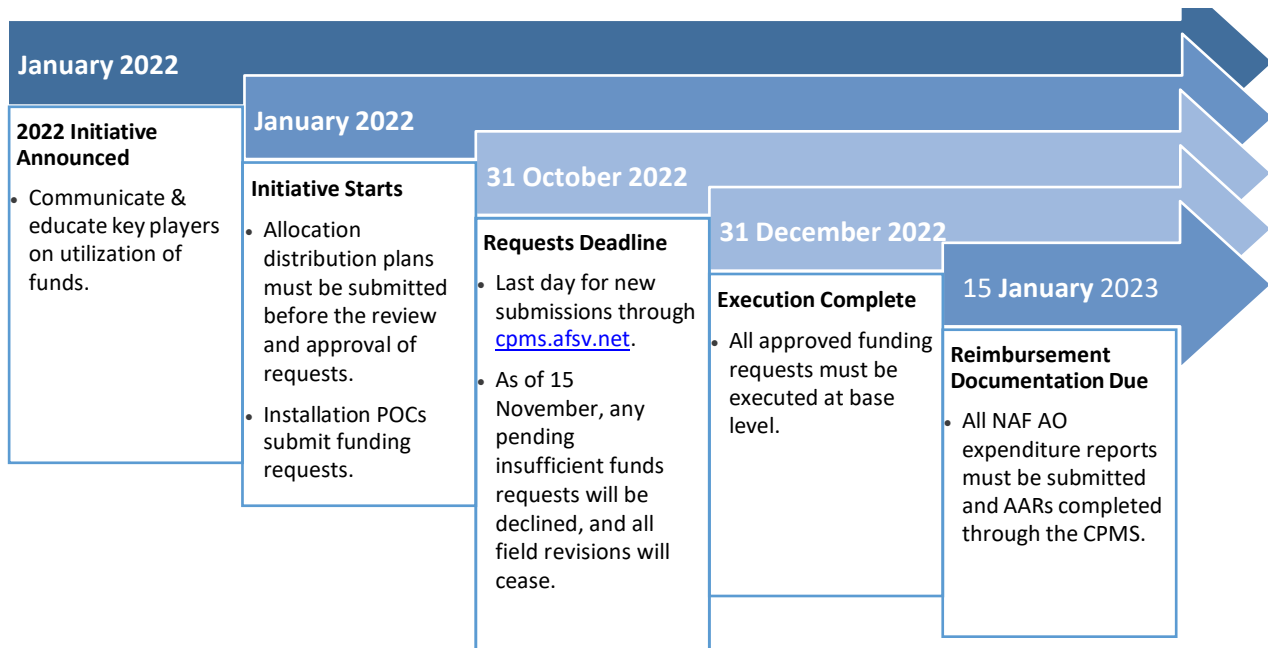 January 2022
2022 Initiative
Announced
• Communicate &
educate key players
on utilization of
funds.
January 2022
Initiative Starts
• Allocation
distribution plans
must be submitted
before the review
and approval of
requests.
• Installation POCs
submit funding
requests.
31 October 2022
Requests Deadline
• Last day for new
submissions through
cpms.afsv.net.
• As of 15
November, any
pending
insufficient funds
requests will be
declined, and all
field revisions will
cease.
31 December 2022
Execution Complete
• All approved funding
requests must be
executed at base
level.
15 January 2023
Reimbursement
Documentation Due
• All NAF AO
expenditure reports
must be submitted
and AARs completed
through the CPMS.